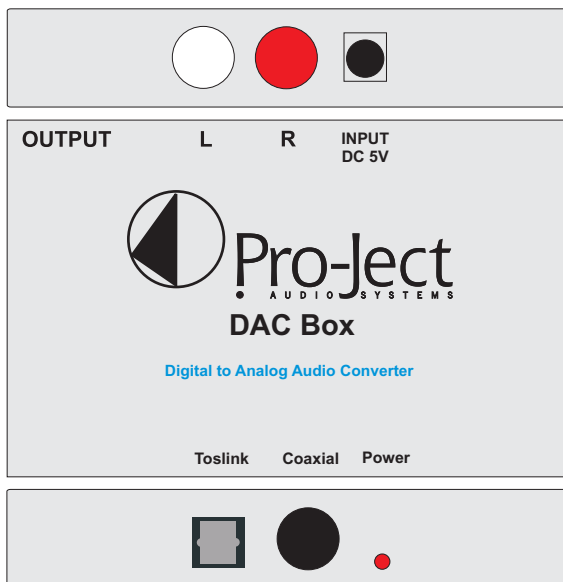 OUTPUT L R INPUT
DC 5V
Pro-Ject
AUDIO SYSTEMS
DAC Box
Digital to Analog Audio Converter
Toslink Coaxial Power